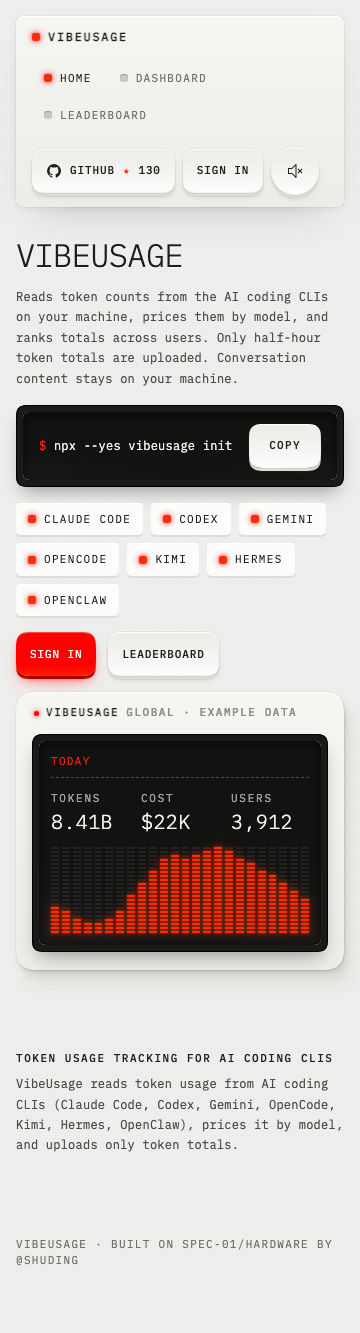 VIBEUSAGE
HOME DASHBOARD
LEADERBOARD
GITHUB ★ 130 SIGN IN
VIBEUSAGE
Reads token counts from the AI coding CLIs
on your machine, prices them by model, and
ranks totals across users. Only half-hour
token totals are uploaded. Conversation
content stays on your machine.
$ npx --yes vibeusage init COPY
CLAUDE CODE CODEX GEMINI
OPENCODE KIMI HERMES
OPENCLAW
SIGN IN LEADERBOARD
VIBEUSAGE GLOBAL · EXAMPLE DATA
TODAY
TOKENS COST USERS
8.41B $22K 3,912
TOKEN USAGE TRACKING FOR AI CODING CLIS
VibeUsage reads token usage from AI coding
CLIs (Claude Code, Codex, Gemini, OpenCode,
Kimi, Hermes, OpenClaw), prices it by model,
and uploads only token totals.
VIBEUSAGE · BUILT ON SPEC-01/HARDWARE BY
@SHUDING